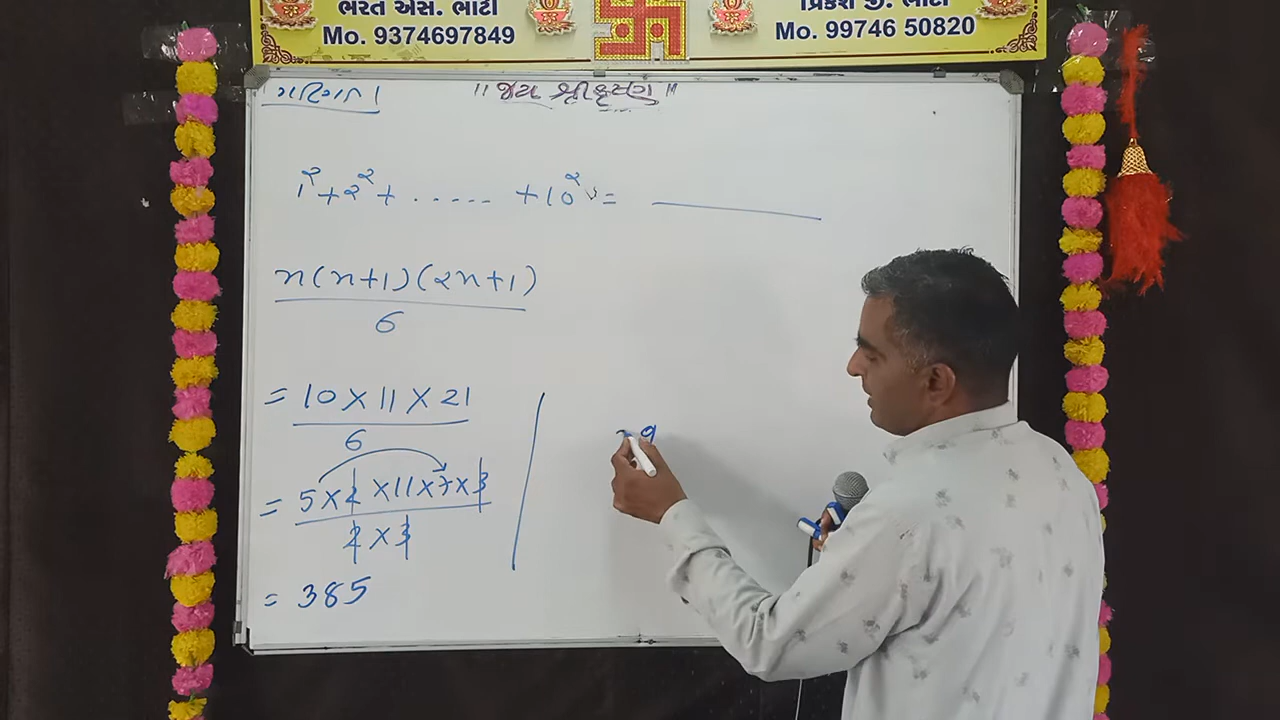 ભરત એસ. ભાટી
Mo. 9374697849
પ્રિકેશ જી. ભાટી
Mo. 99746 50820
ગણિત
"જય શ્રીકૃષ્ણ"
1² + 2² + ..... + 10² =
n(n+1)(2n+1)
6
= 10 × 11 × 21
6
= 5 × 2 × 11 × 7 × 3
2 × 3
= 385